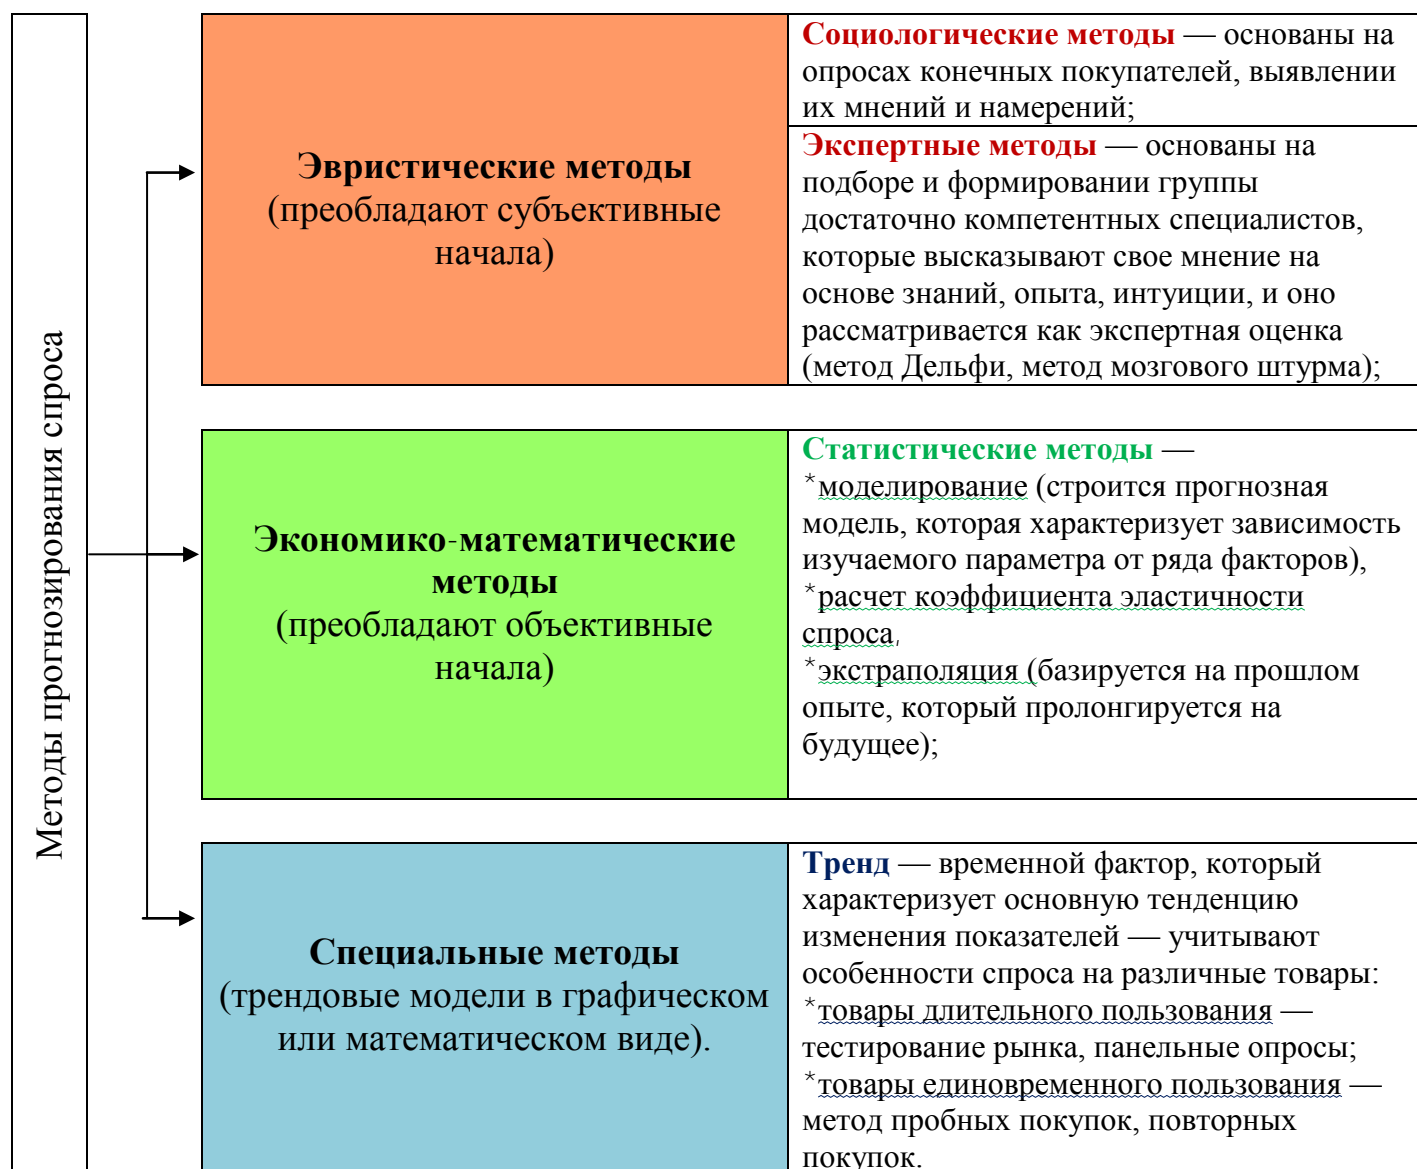 Методы прогнозирования спроса
Эвристические методы
(преобладают субъективные
начала)
Социологические методы — основаны на
опросах конечных покупателей, выявлении
их мнений и намерений;
Экспертные методы — основаны на
подборе и формировании группы
достаточно компетентных специалистов,
которые высказывают свое мнение на
основе знаний, опыта, интуиции, и оно
рассматривается как экспертная оценка
(метод Дельфи, метод мозгового штурма);
Экономико-математические
методы
(преобладают объективные
начала)
Статистические методы —
*моделирование (строится прогнозная
модель, которая характеризует зависимость
изучаемого параметра от ряда факторов),
*расчет коэффициента эластичности
спроса,
*экстраполяция (базируется на прошлом
опыте, который пролонгируется на
будущее);
Специальные методы
(трендовые модели в графическом
или математическом виде).
Тренд — временной фактор, который
характеризует основную тенденцию
изменения показателей — учитывают
особенности спроса на различные товары:
*товары длительного пользования —
тестирование рынка, панельные опросы;
*товары единовременного пользования —
метод пробных покупок, повторных
покупок.